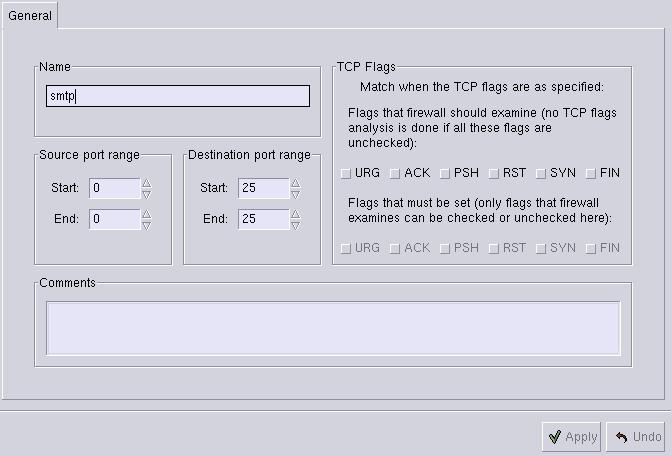 General
Name
smtp
Source port range
Start: 0
End: 0
Destination port range
Start: 25
End: 25
TCP Flags
Match when the TCP flags are as specified:
Flags that firewall should examine (no TCP flags
analysis is done if all these flags are
unchecked):
URG ACK PSH RST SYN FIN
Flags that must be set (only flags that firewall
examines can be checked or unchecked here):
URG ACK PSH RST SYN FIN
Comments
Apply Undo